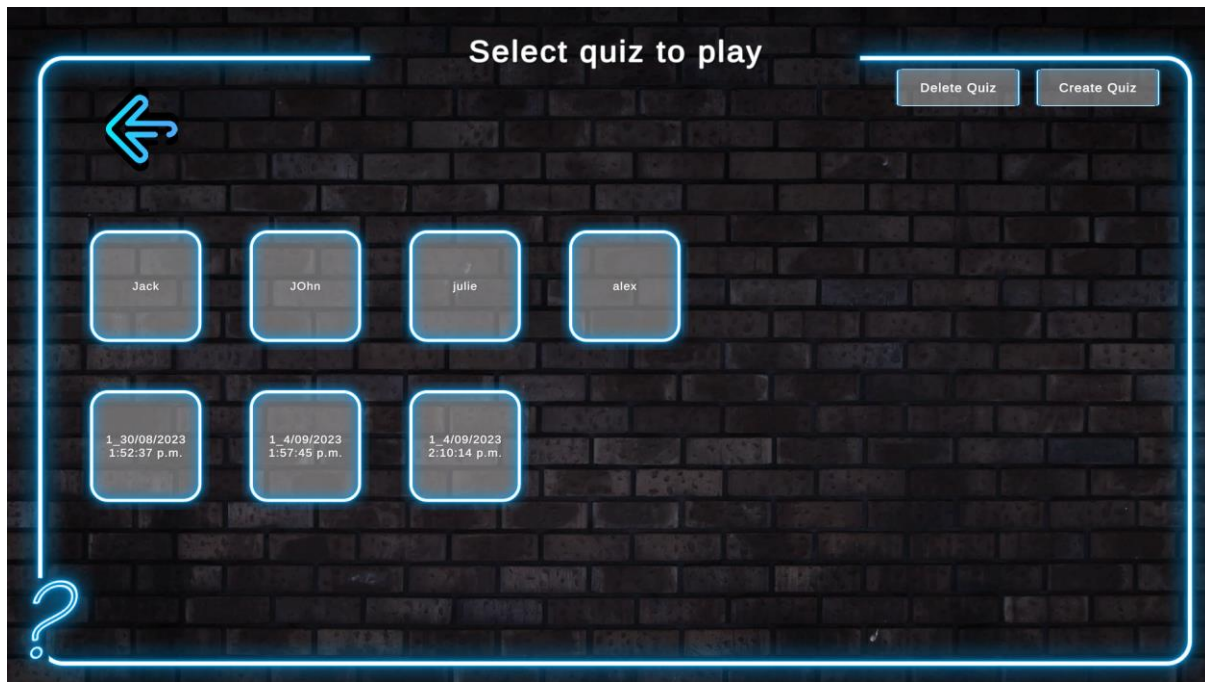 Select quiz to play
Delete Quiz
Create Quiz
Jack
JOhn
julie
alex
1_30/08/2023
1:52:37 p.m.
1_4/09/2023
1:57:45 p.m.
1_4/09/2023
2:10:14 p.m.
?